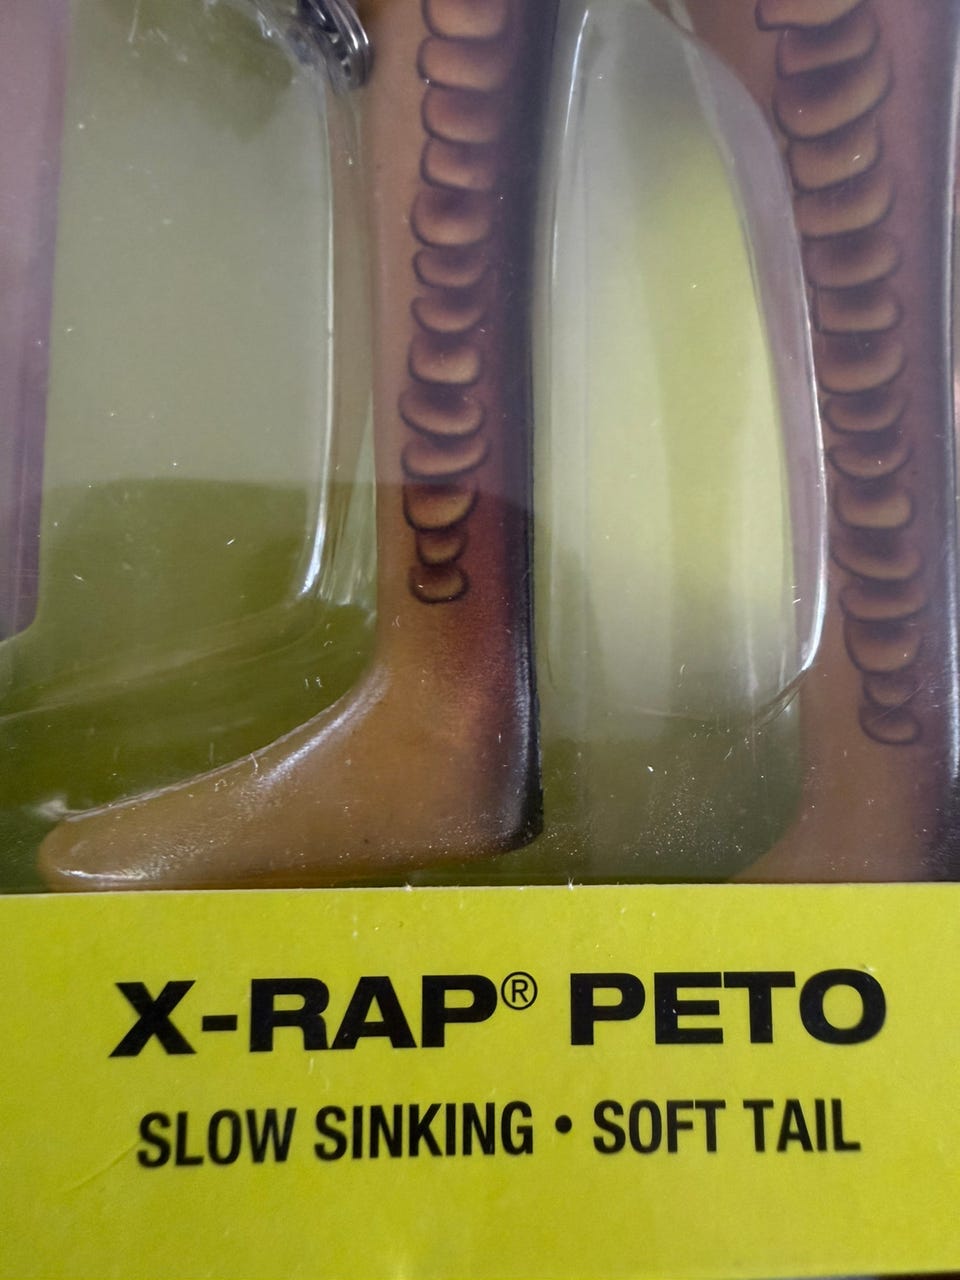 X-RAP® PETO
SLOW SINKING • SOFT TAIL